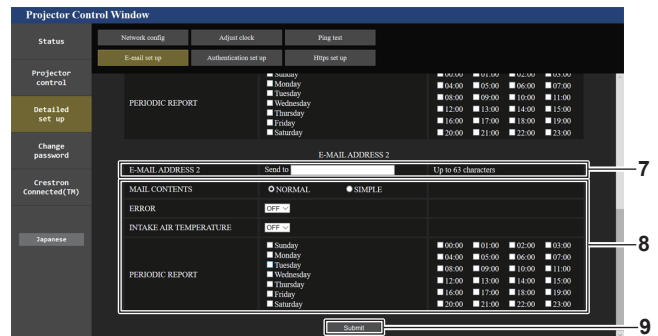 Projector Control Window
Status
Network config
Adjust clock
Ping test
E-mail set up
Authentication set up
Https set up
Projector
control
Detailed
set up
Change
password
Crestron
Connected(TM)
Japanese
PERIODIC REPORT
Sunday
Monday
Tuesday
Wednesday
Thursday
Friday
Saturday
00:00 01:00 02:00 03:00
04:00 05:00 06:00 07:00
08:00 09:00 10:00 11:00
12:00 13:00 14:00 15:00
16:00 17:00 18:00 19:00
20:00 21:00 22:00 23:00
E-MAIL ADDRESS 2
E-MAIL ADDRESS 2 Send to Up to 63 characters
7
MAIL CONTENTS NORMAL SIMPLE
ERROR OFF
INTAKE AIR TEMPERATURE OFF
8
PERIODIC REPORT
Sunday
Monday
Tuesday
Wednesday
Thursday
Friday
Saturday
00:00 01:00 02:00 03:00
04:00 05:00 06:00 07:00
08:00 09:00 10:00 11:00
12:00 13:00 14:00 15:00
16:00 17:00 18:00 19:00
20:00 21:00 22:00 23:00
Submit
9